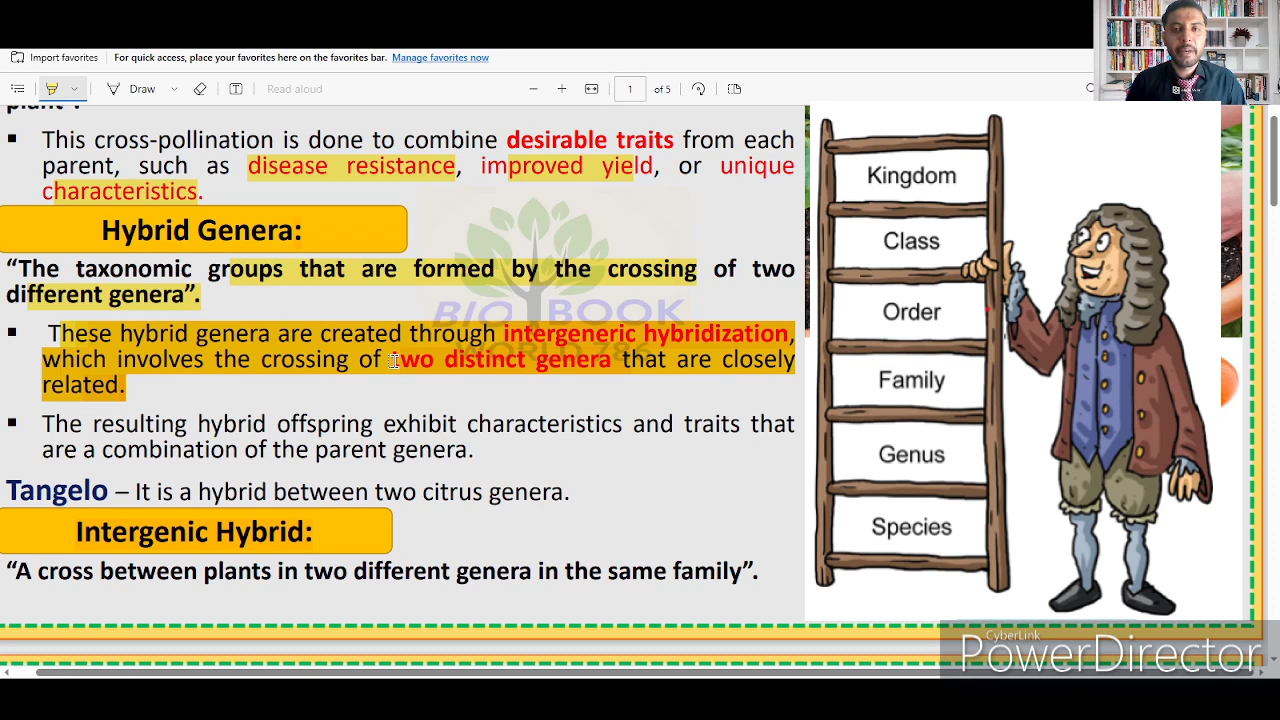 Import favorites
For quick access, place your favorites here on the favorites bar. Manage favorites now
Draw
Read aloud
1 of 5
plant".
▪ This cross-pollination is done to combine desirable traits from each
parent, such as disease resistance, improved yield, or unique
characteristics.
Hybrid Genera:
“The taxonomic groups that are formed by the crossing of two
different genera”.
▪ These hybrid genera are created through intergeneric hybridization,
which involves the crossing of two distinct genera that are closely
related.
▪ The resulting hybrid offspring exhibit characteristics and traits that
are a combination of the parent genera.
Tangelo – It is a hybrid between two citrus genera.
Intergenic Hybrid:
“A cross between plants in two different genera in the same family”.
BIO BOOK
WORLD 786
Kingdom
Class
Order
Family
Genus
Species
CyberLink
PowerDirector